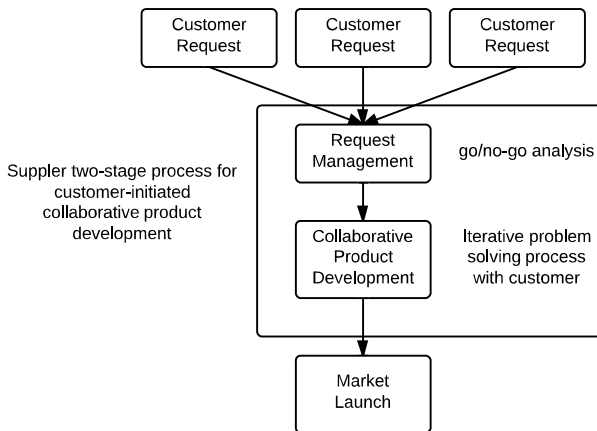 Customer
Request
Customer
Request
Customer
Request
Suppler two-stage process for
customer-initiated
collaborative product
development
Request
Management
go/no-go analysis
Collaborative
Product
Development
Iterative problem
solving process
with customer
Market
Launch